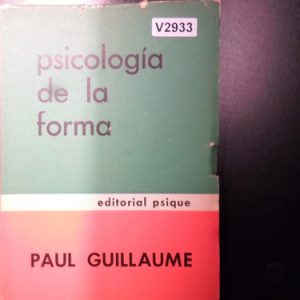 V2933
psicología
de la
forma
editorial psique
PAUL GUILLAUME